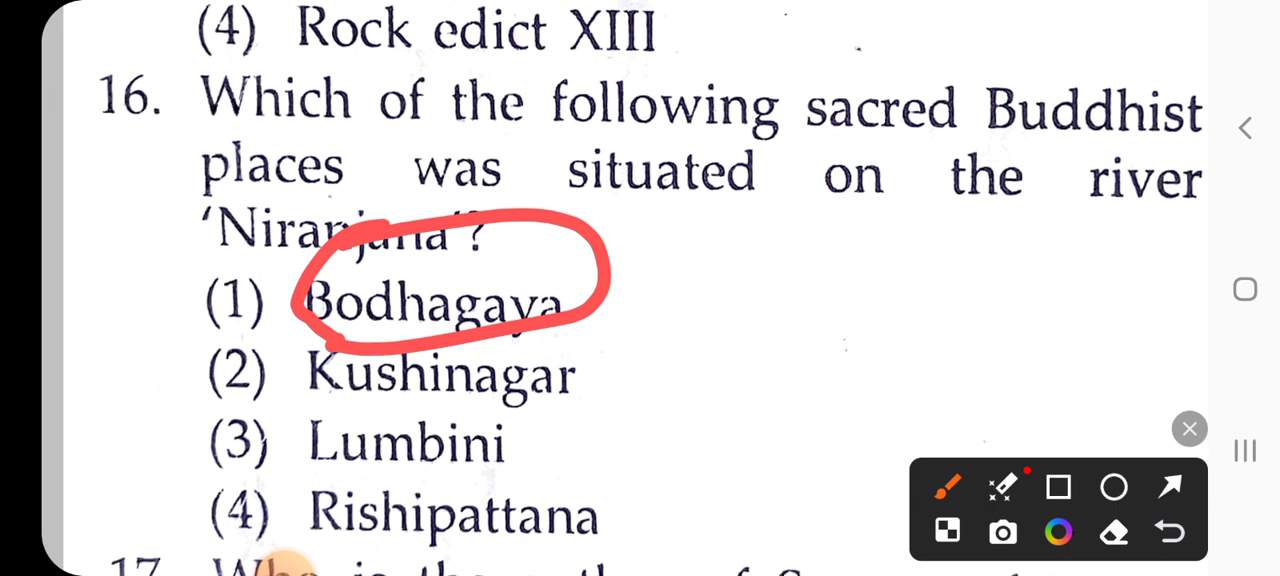 (4) Rock edict XIII
16. Which of the following sacred Buddhist
places was situated on the river
'Niranjana'?
(1) Bodhagaya
(2) Kushinagar
(3) Lumbini
(4) Rishipattana
17.